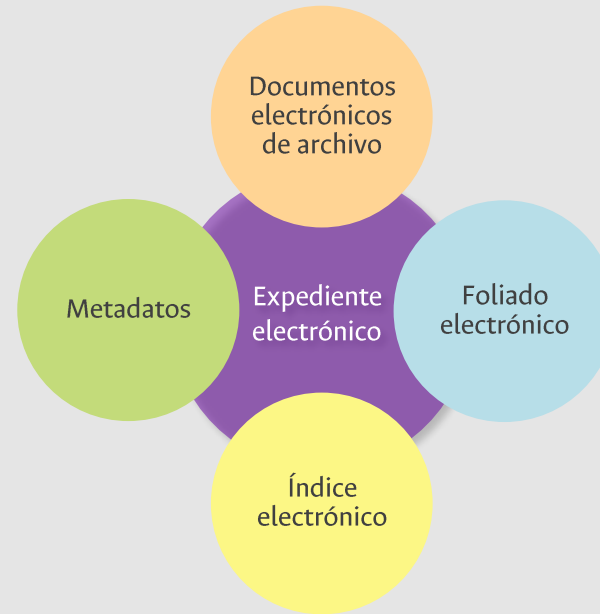 Documentos
electrónicos
de archivo
Metadatos
Expediente
electrónico
Foliado
electrónico
Índice
electrónico